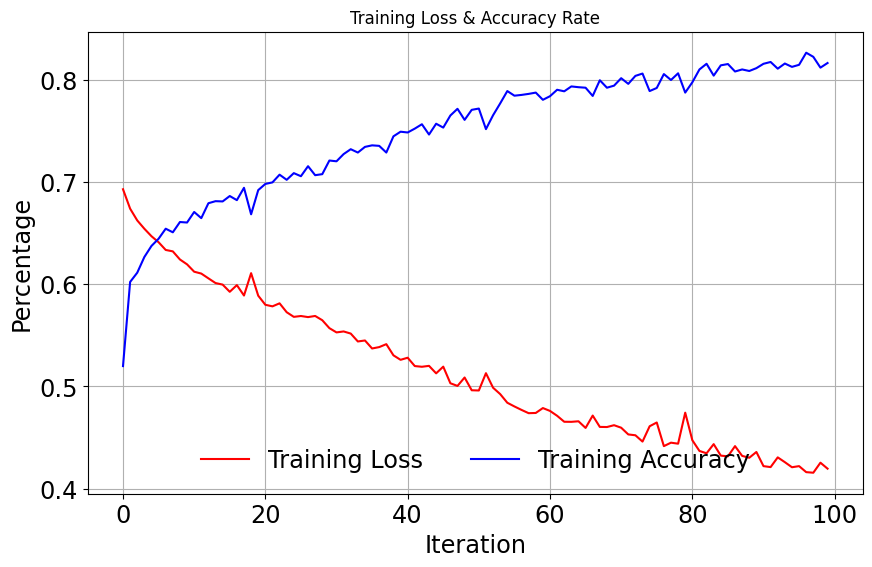 Training Loss & Accuracy Rate
0.8
0.7
0.6
0.5
0.4
Percentage
Training Loss Training Accuracy
0 20 40 60 80 100
Iteration